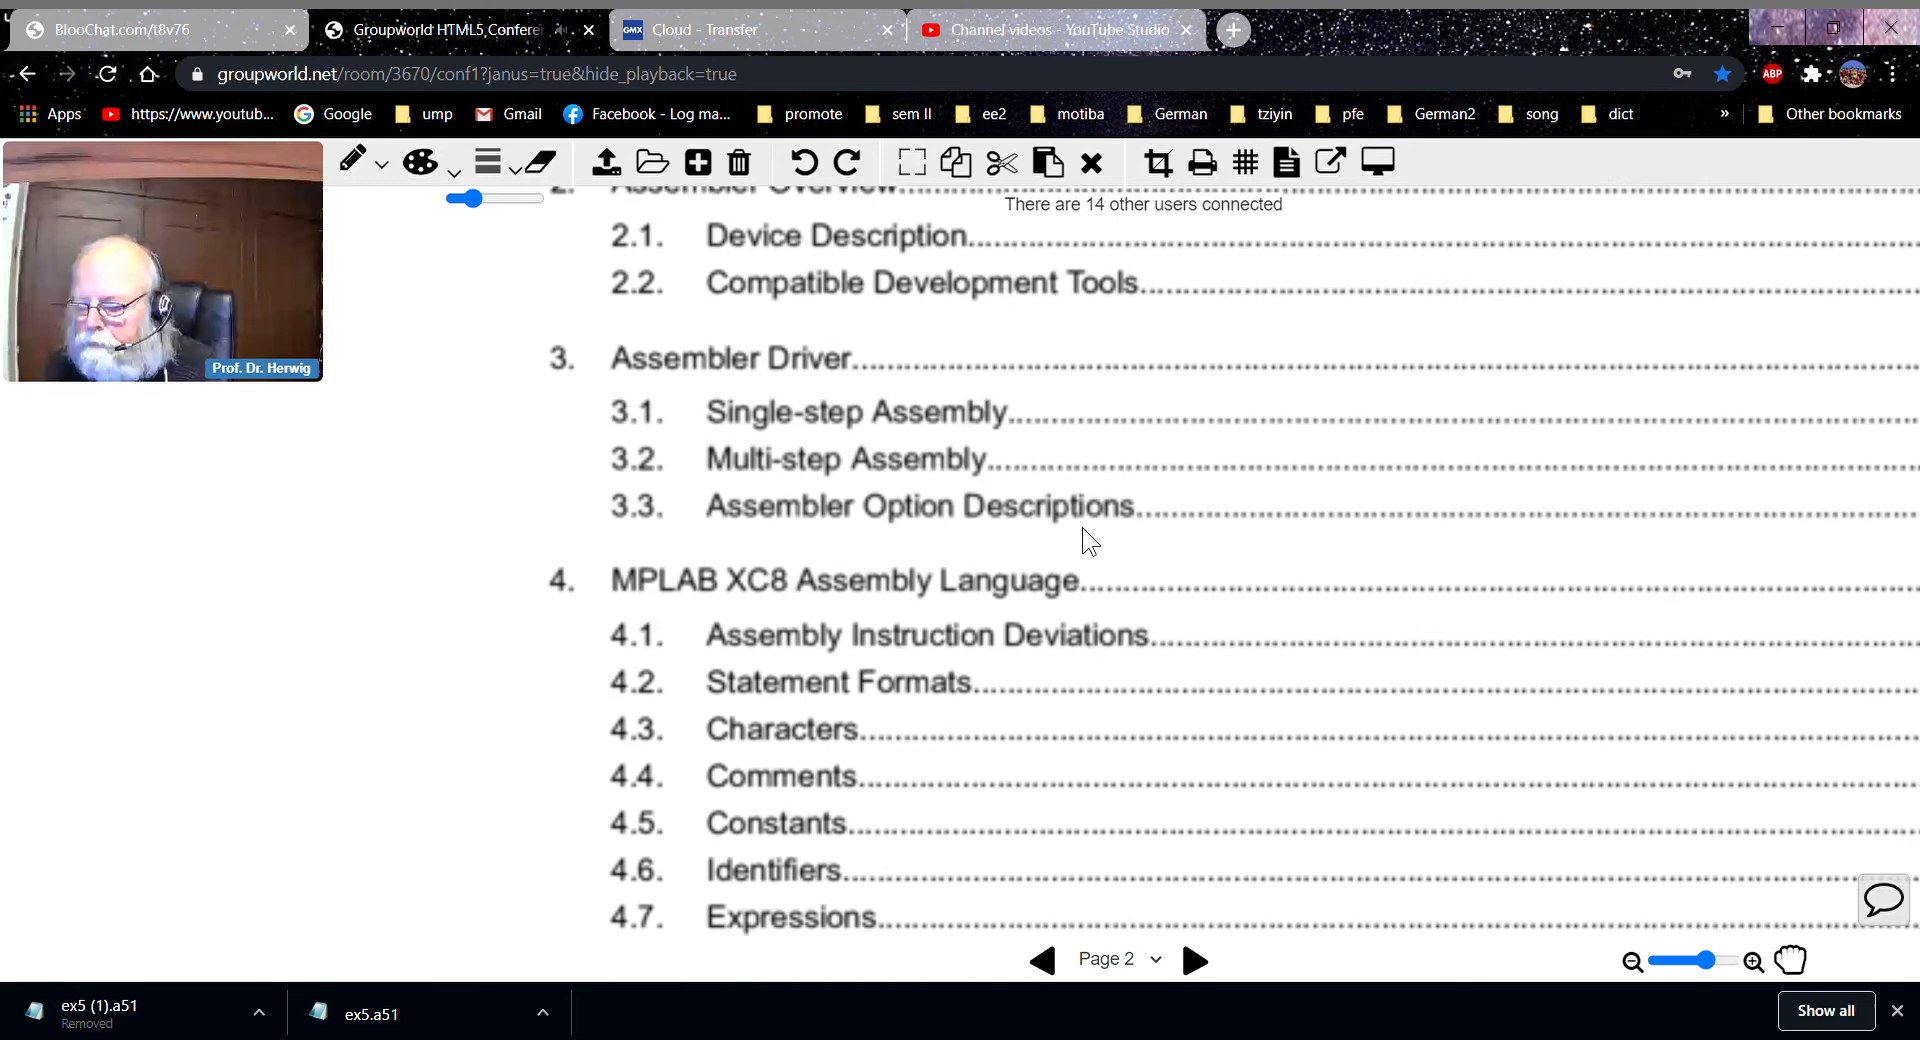 BlooChat.com/t8v76
Groupworld HTML5 Confere
GMX Cloud - Transfer
Channel videos - YouTube Studio
groupworld.net/room/3670/conf1?janus=true&hide_playback=true
ABP
Apps https://www.youtub... Google ump Gmail Facebook - Log ma... promote sem II ee2 motiba German tziyin pfe German2 song dict » Other bookmarks
Prof. Dr. Herwig
2. Assembler Overview
There are 14 other users connected
2.1. Device Description
2.2. Compatible Development Tools
3. Assembler Driver
3.1. Single-step Assembly
3.2. Multi-step Assembly
3.3. Assembler Option Descriptions
4. MPLAB XC8 Assembly Language
4.1. Assembly Instruction Deviations
4.2. Statement Formats
4.3. Characters
4.4. Comments
4.5. Constants
4.6. Identifiers
4.7. Expressions
Page 2
ex5 (1).a51
Removed
ex5.a51
Show all